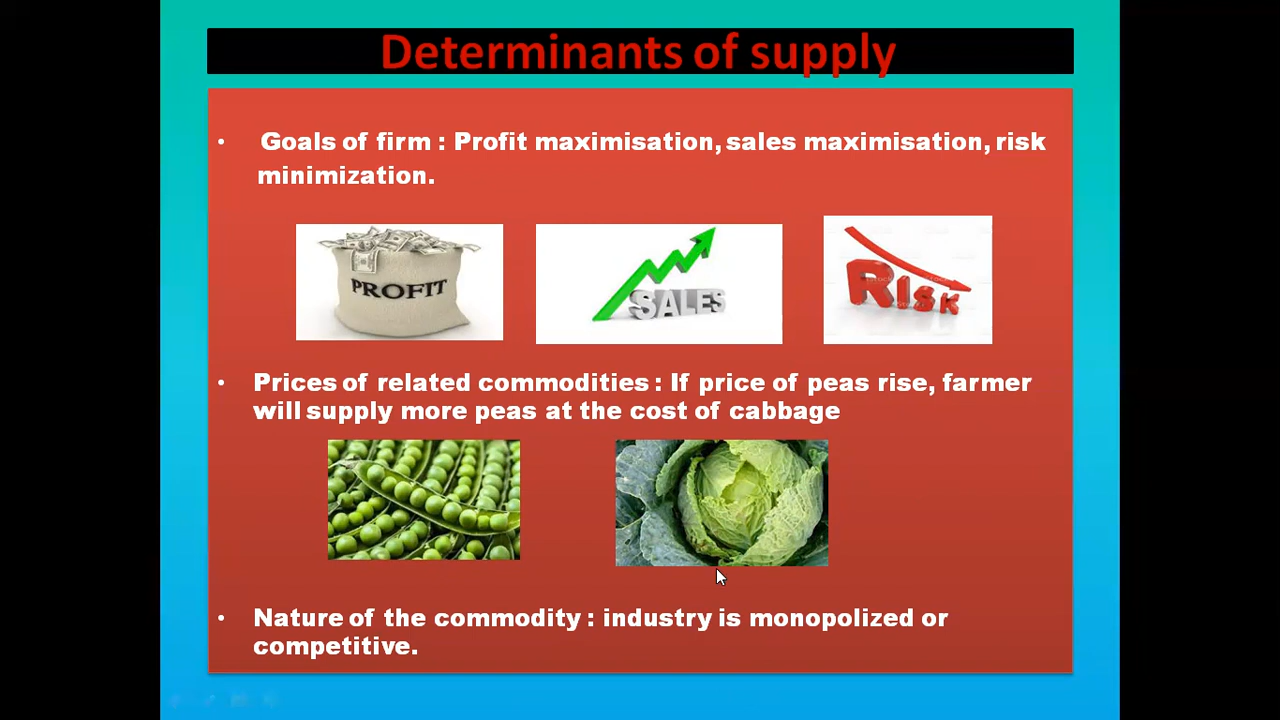 Determinants of supply
• Goals of firm : Profit maximisation, sales maximisation, risk
minimization.
PROFIT
SALES
RISK
• Prices of related commodities : If price of peas rise, farmer
will supply more peas at the cost of cabbage
• Nature of the commodity : industry is monopolized or
competitive.